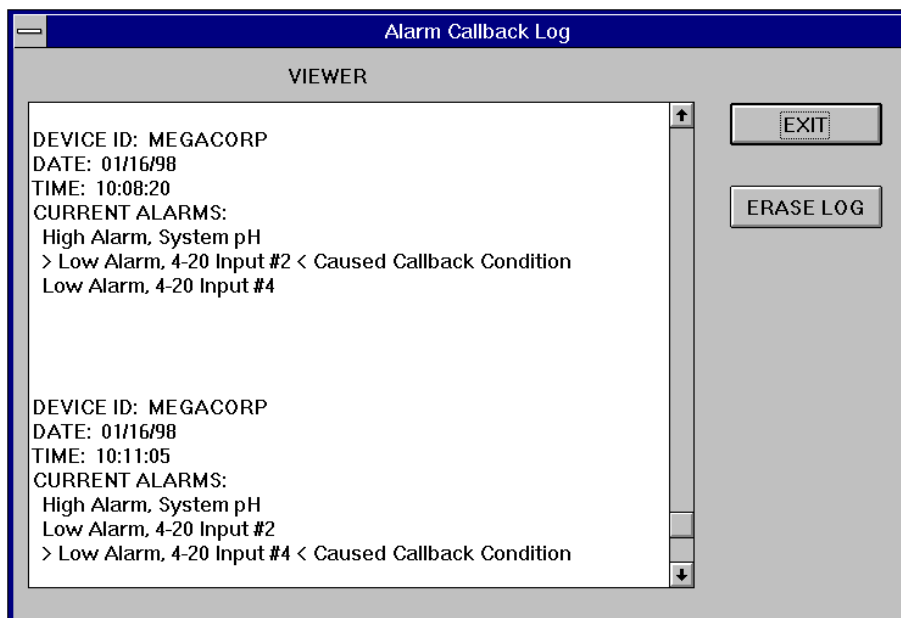 Alarm Callback Log
VIEWER
DEVICE ID: MEGACORP
DATE: 01/16/98
TIME: 10:08:20
CURRENT ALARMS:
High Alarm, System pH
> Low Alarm, 4-20 Input #2 < Caused Callback Condition
Low Alarm, 4-20 Input #4
DEVICE ID: MEGACORP
DATE: 01/16/98
TIME: 10:11:05
CURRENT ALARMS:
High Alarm, System pH
Low Alarm, 4-20 Input #2
> Low Alarm, 4-20 Input #4 < Caused Callback Condition
EXIT
ERASE LOG